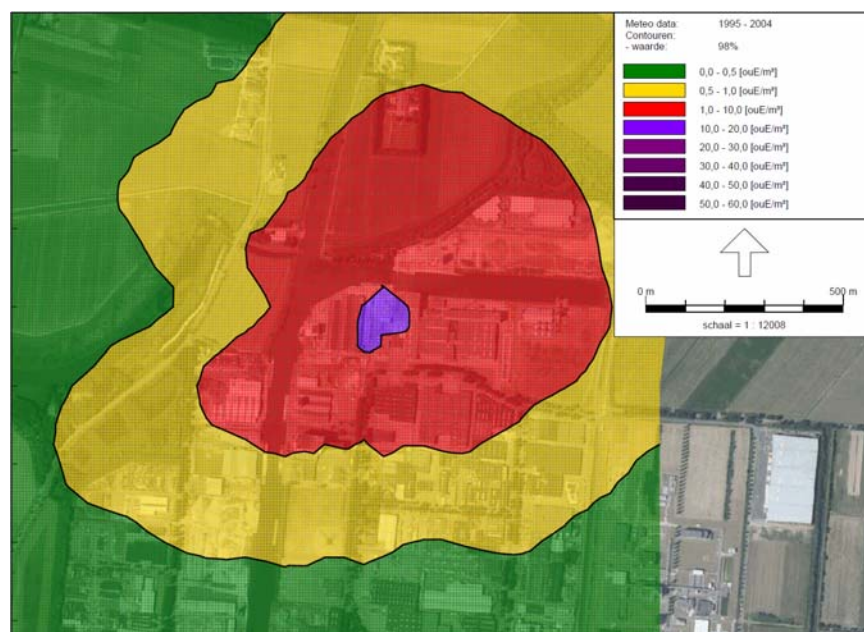 Meteo data: 1995 - 2004
Contouren:
- waarde: 98%
0,0 - 0,5 [ouE/m³]
0,5 - 1,0 [ouE/m³]
1,0 - 10,0 [ouE/m³]
10,0 - 20,0 [ouE/m³]
20,0 - 30,0 [ouE/m³]
30,0 - 40,0 [ouE/m³]
40,0 - 50,0 [ouE/m³]
50,0 - 60,0 [ouE/m³]
0 m 500 m
schaal = 1 : 12008